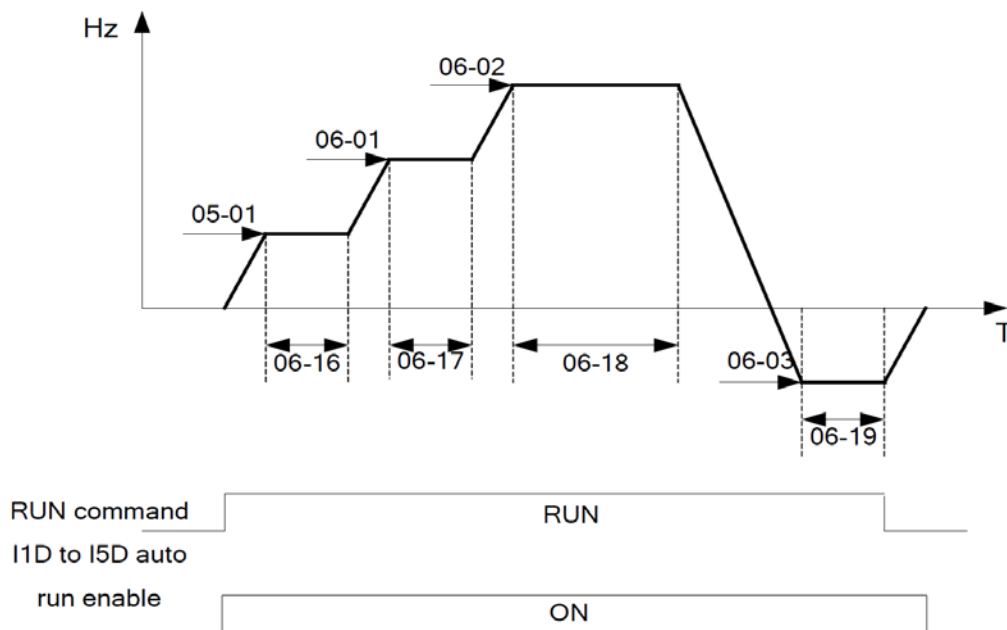 Hz
06-02
06-01
05-01
T
06-16
06-17
06-18
06-03
06-19
RUN command
RUN
I1D to I5D auto
run enable
ON